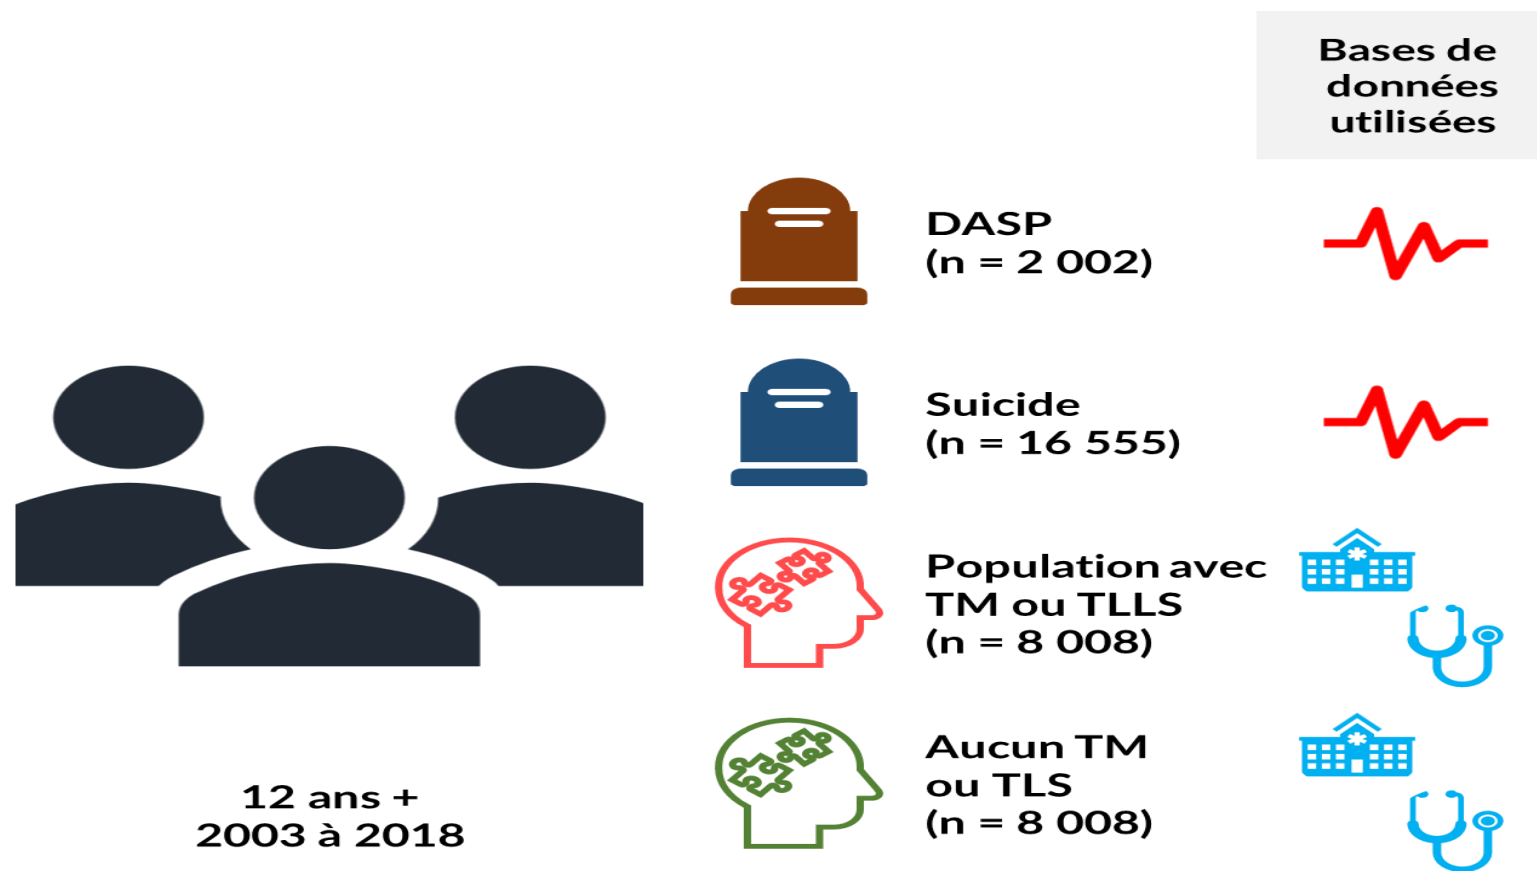 Bases de
données
utilisées
DASP
(n = 2 002)
Suicide
(n = 16 555)
Population avec
TM ou TLLS
(n = 8 008)
Aucun TM
ou TLS
(n = 8 008)
12 ans +
2003 à 2018